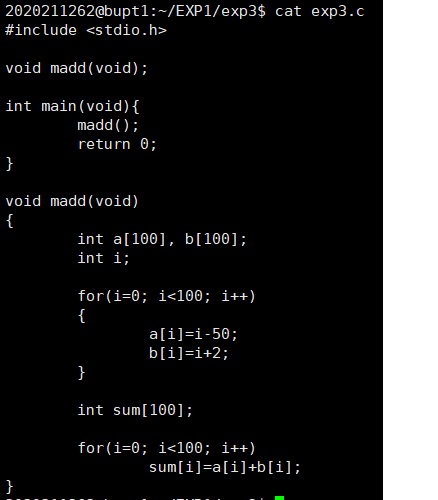 2020211262@bupt1:~/EXP1/exp3$ cat exp3.c
#include <stdio.h>

void madd(void);

int main(void){
        madd();
        return 0;
}

void madd(void)
{
        int a[100], b[100];
        int i;

        for(i=0; i<100; i++)
        {
                a[i]=i-50;
                b[i]=i+2;
        }

        int sum[100];

        for(i=0; i<100; i++)
                sum[i]=a[i]+b[i];
}